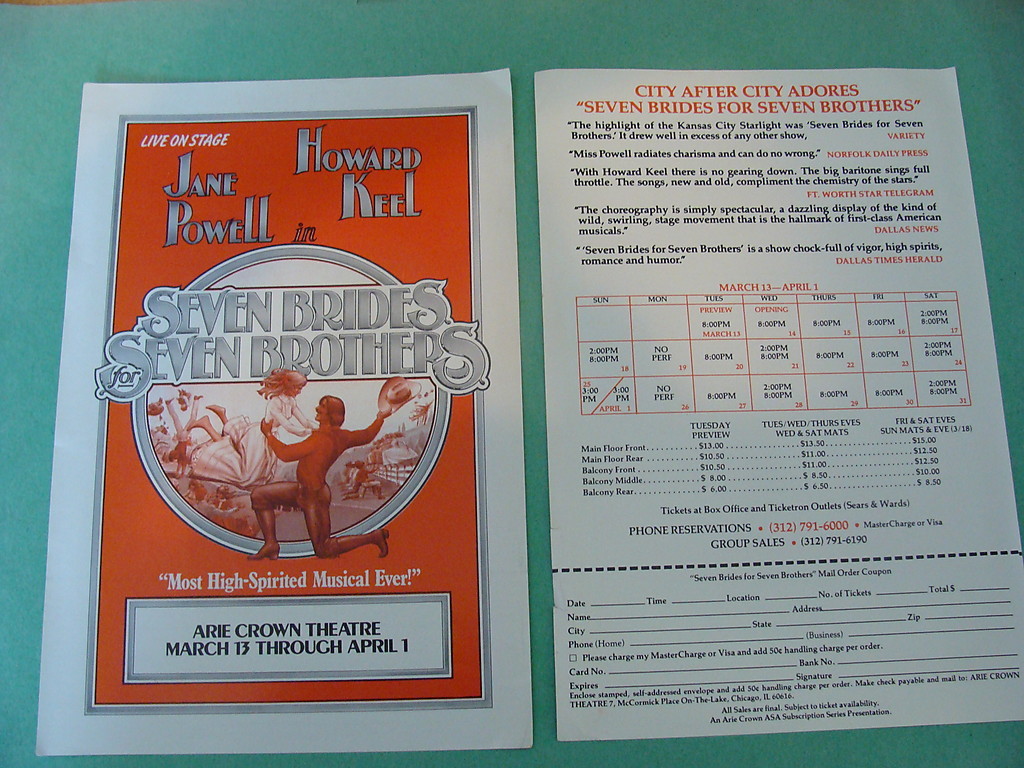 LIVE ON STAGE
JANE
POWELL
HOWARD
KEEL
in
SEVEN BRIDES
for SEVEN BROTHERS
"Most High-Spirited Musical Ever!"
ARIE CROWN THEATRE
MARCH 13 THROUGH APRIL 1
CITY AFTER CITY ADORES
"SEVEN BRIDES FOR SEVEN BROTHERS"
"The highlight of the Kansas City Starlight was 'Seven Brides for Seven
Brothers.' It drew well in excess of any other show, VARIETY
"Miss Powell radiates charisma and can do no wrong." NORFOLK DAILY PRESS
"With Howard Keel there is no gearing down. The big baritone sings full
throttle. The songs, new and old, compliment the chemistry of the stars."
FT. WORTH STAR TELEGRAM
"The choreography is simply spectacular, a dazzling display of the kind of
wild, swirling, stage movement that is the hallmark of first-class American
musicals." DALLAS NEWS
"'Seven Brides for Seven Brothers' is a show chock-full of vigor, high spirits,
romance and humor." DALLAS TIMES HERALD
MARCH 13—APRIL 1
SUN MON TUES WED THURS FRI SAT
PREVIEW OPENING 2:00PM
8:00PM 8:00PM 8:00PM 8:00PM 8:00PM
MARCH 13 14 15 16 17
2:00PM NO 2:00PM 2:00PM
8:00PM PERF 8:00PM 8:00PM 8:00PM 8:00PM 8:00PM
18 19 20 21 22 23 24
25 3:00 3:00 NO 2:00PM 2:00PM
PM PM PERF 8:00PM 8:00PM 8:00PM 8:00PM 8:00PM
APRIL 1 26 27 28 29 30 31
TUESDAY TUES/WED/THURS EVES FRI & SAT EVES
PREVIEW WED & SAT MATS SUN MATS & EVE (3/18)
Main Floor Front $13.00 $13.50 $15.00
Main Floor Rear $10.50 $11.00 $12.50
Balcony Front $10.50 $11.00 $12.50
Balcony Middle $ 8.00 $ 8.50 $10.00
Balcony Rear $ 6.00 $ 6.50 $ 8.50
Tickets at Box Office and Ticketron Outlets (Sears & Wards)
PHONE RESERVATIONS • (312) 791-6000 • MasterCharge or Visa
GROUP SALES • (312) 791-6190
"Seven Brides for Seven Brothers" Mail Order Coupon
Date Time Location No. of Tickets Total $
Name Address
City State Zip
Phone (Home) (Business)
□ Please charge my MasterCharge or Visa and add 50¢ handling charge per order.
Card No. Bank No.
Expires Signature
Enclose stamped, self-addressed envelope and add 50¢ handling charge per order. Make check payable and mail to: ARIE CROWN
THEATRE 7, McCormick Place On-The-Lake, Chicago, IL 60616.
All Sales are final. Subject to ticket availability.
An Arie Crown ASA Subscription Series Presentation.